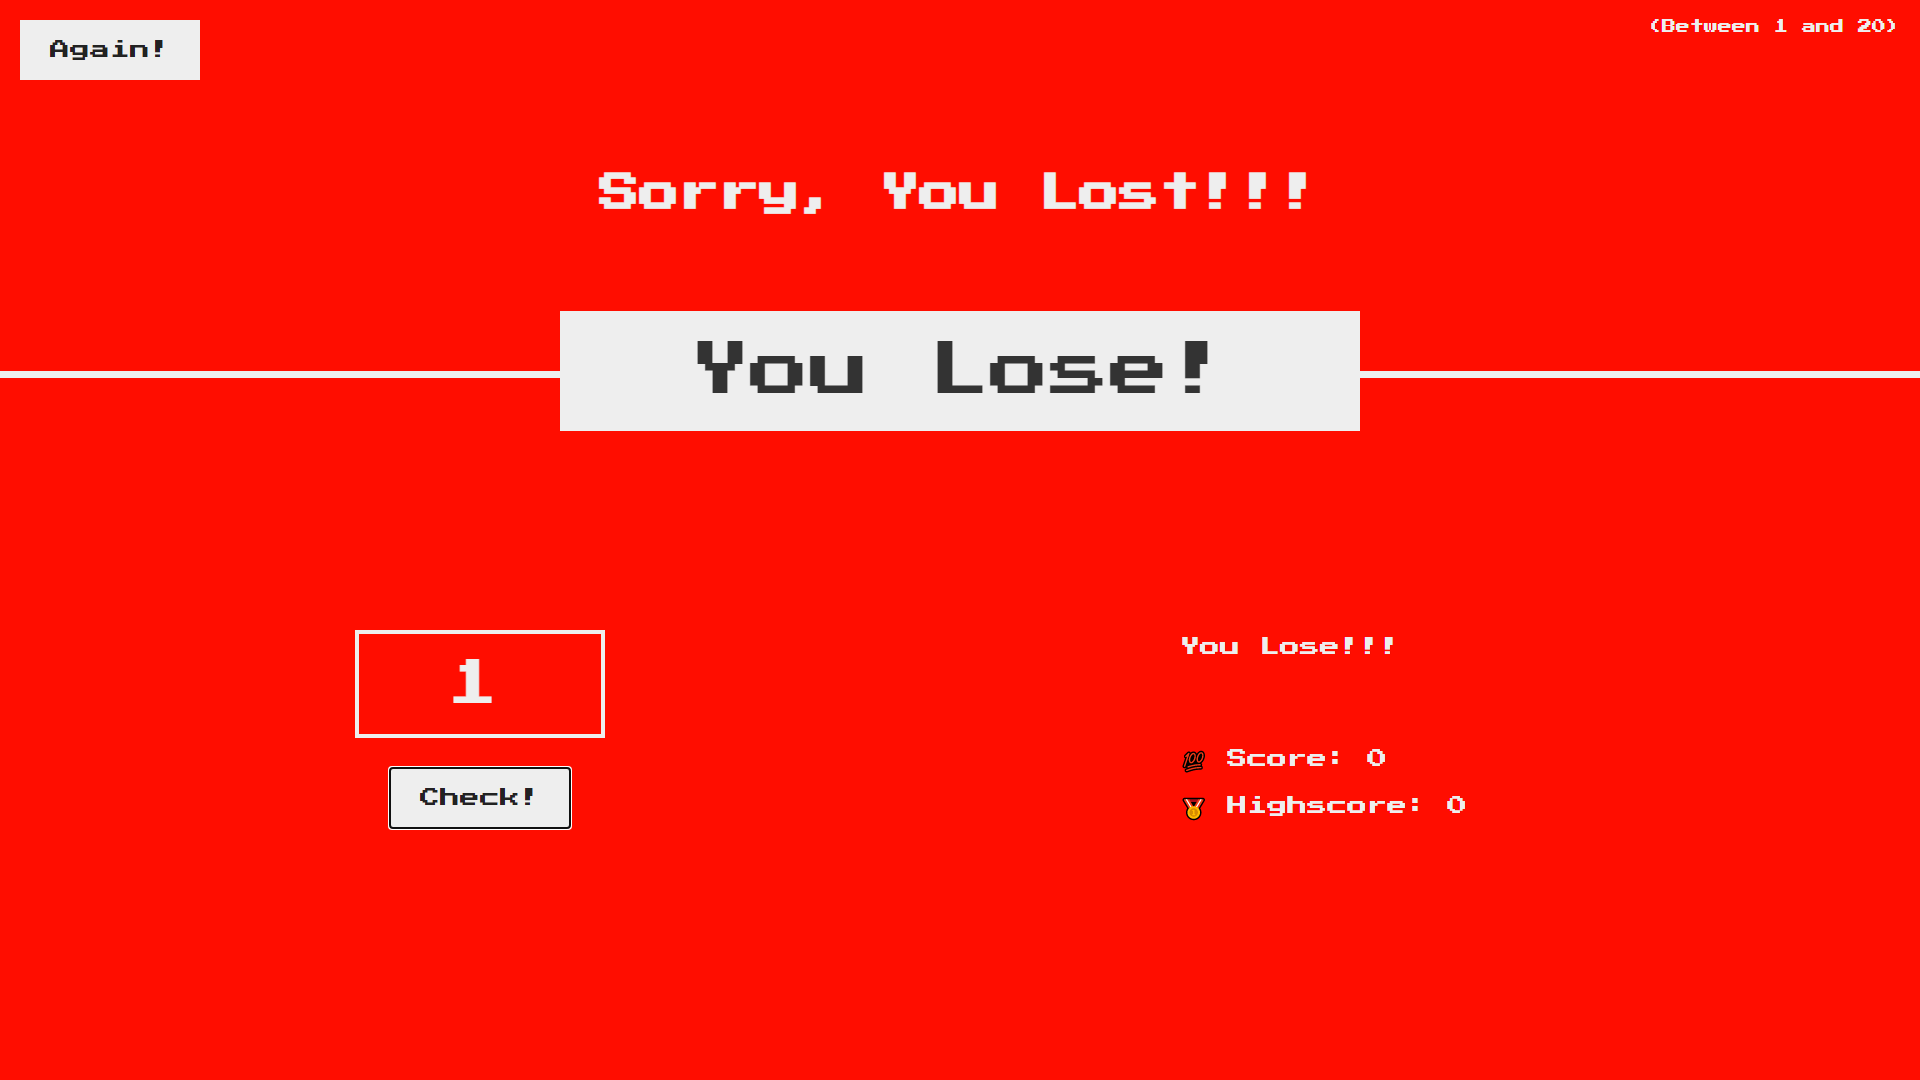 Again!
(Between 1 and 20)
Sorry, You Lost!!!
You Lose!
1
Check!
You Lose!!!
💯 Score: 0
🥇 Highscore: 0